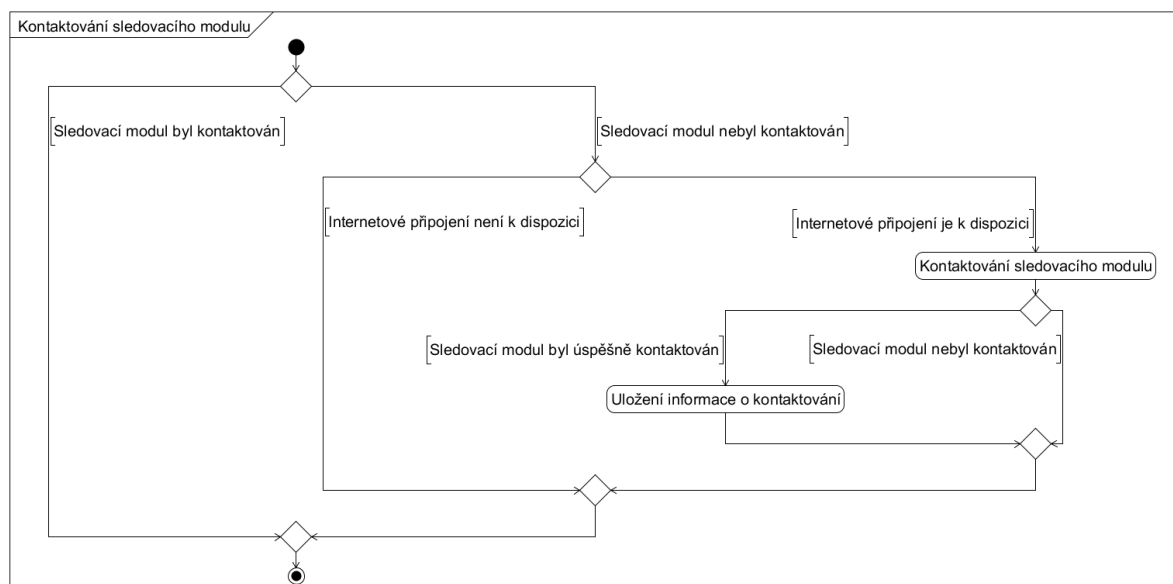 Kontaktování sledovacího modulu
[Sledovací modul byl kontaktován]
[Sledovací modul nebyl kontaktován]
[Internetové připojení není k dispozici]
[Internetové připojení je k dispozici]
Kontaktování sledovacího modulu
[Sledovací modul byl úspěšně kontaktován]
[Sledovací modul nebyl kontaktován]
Uložení informace o kontaktování